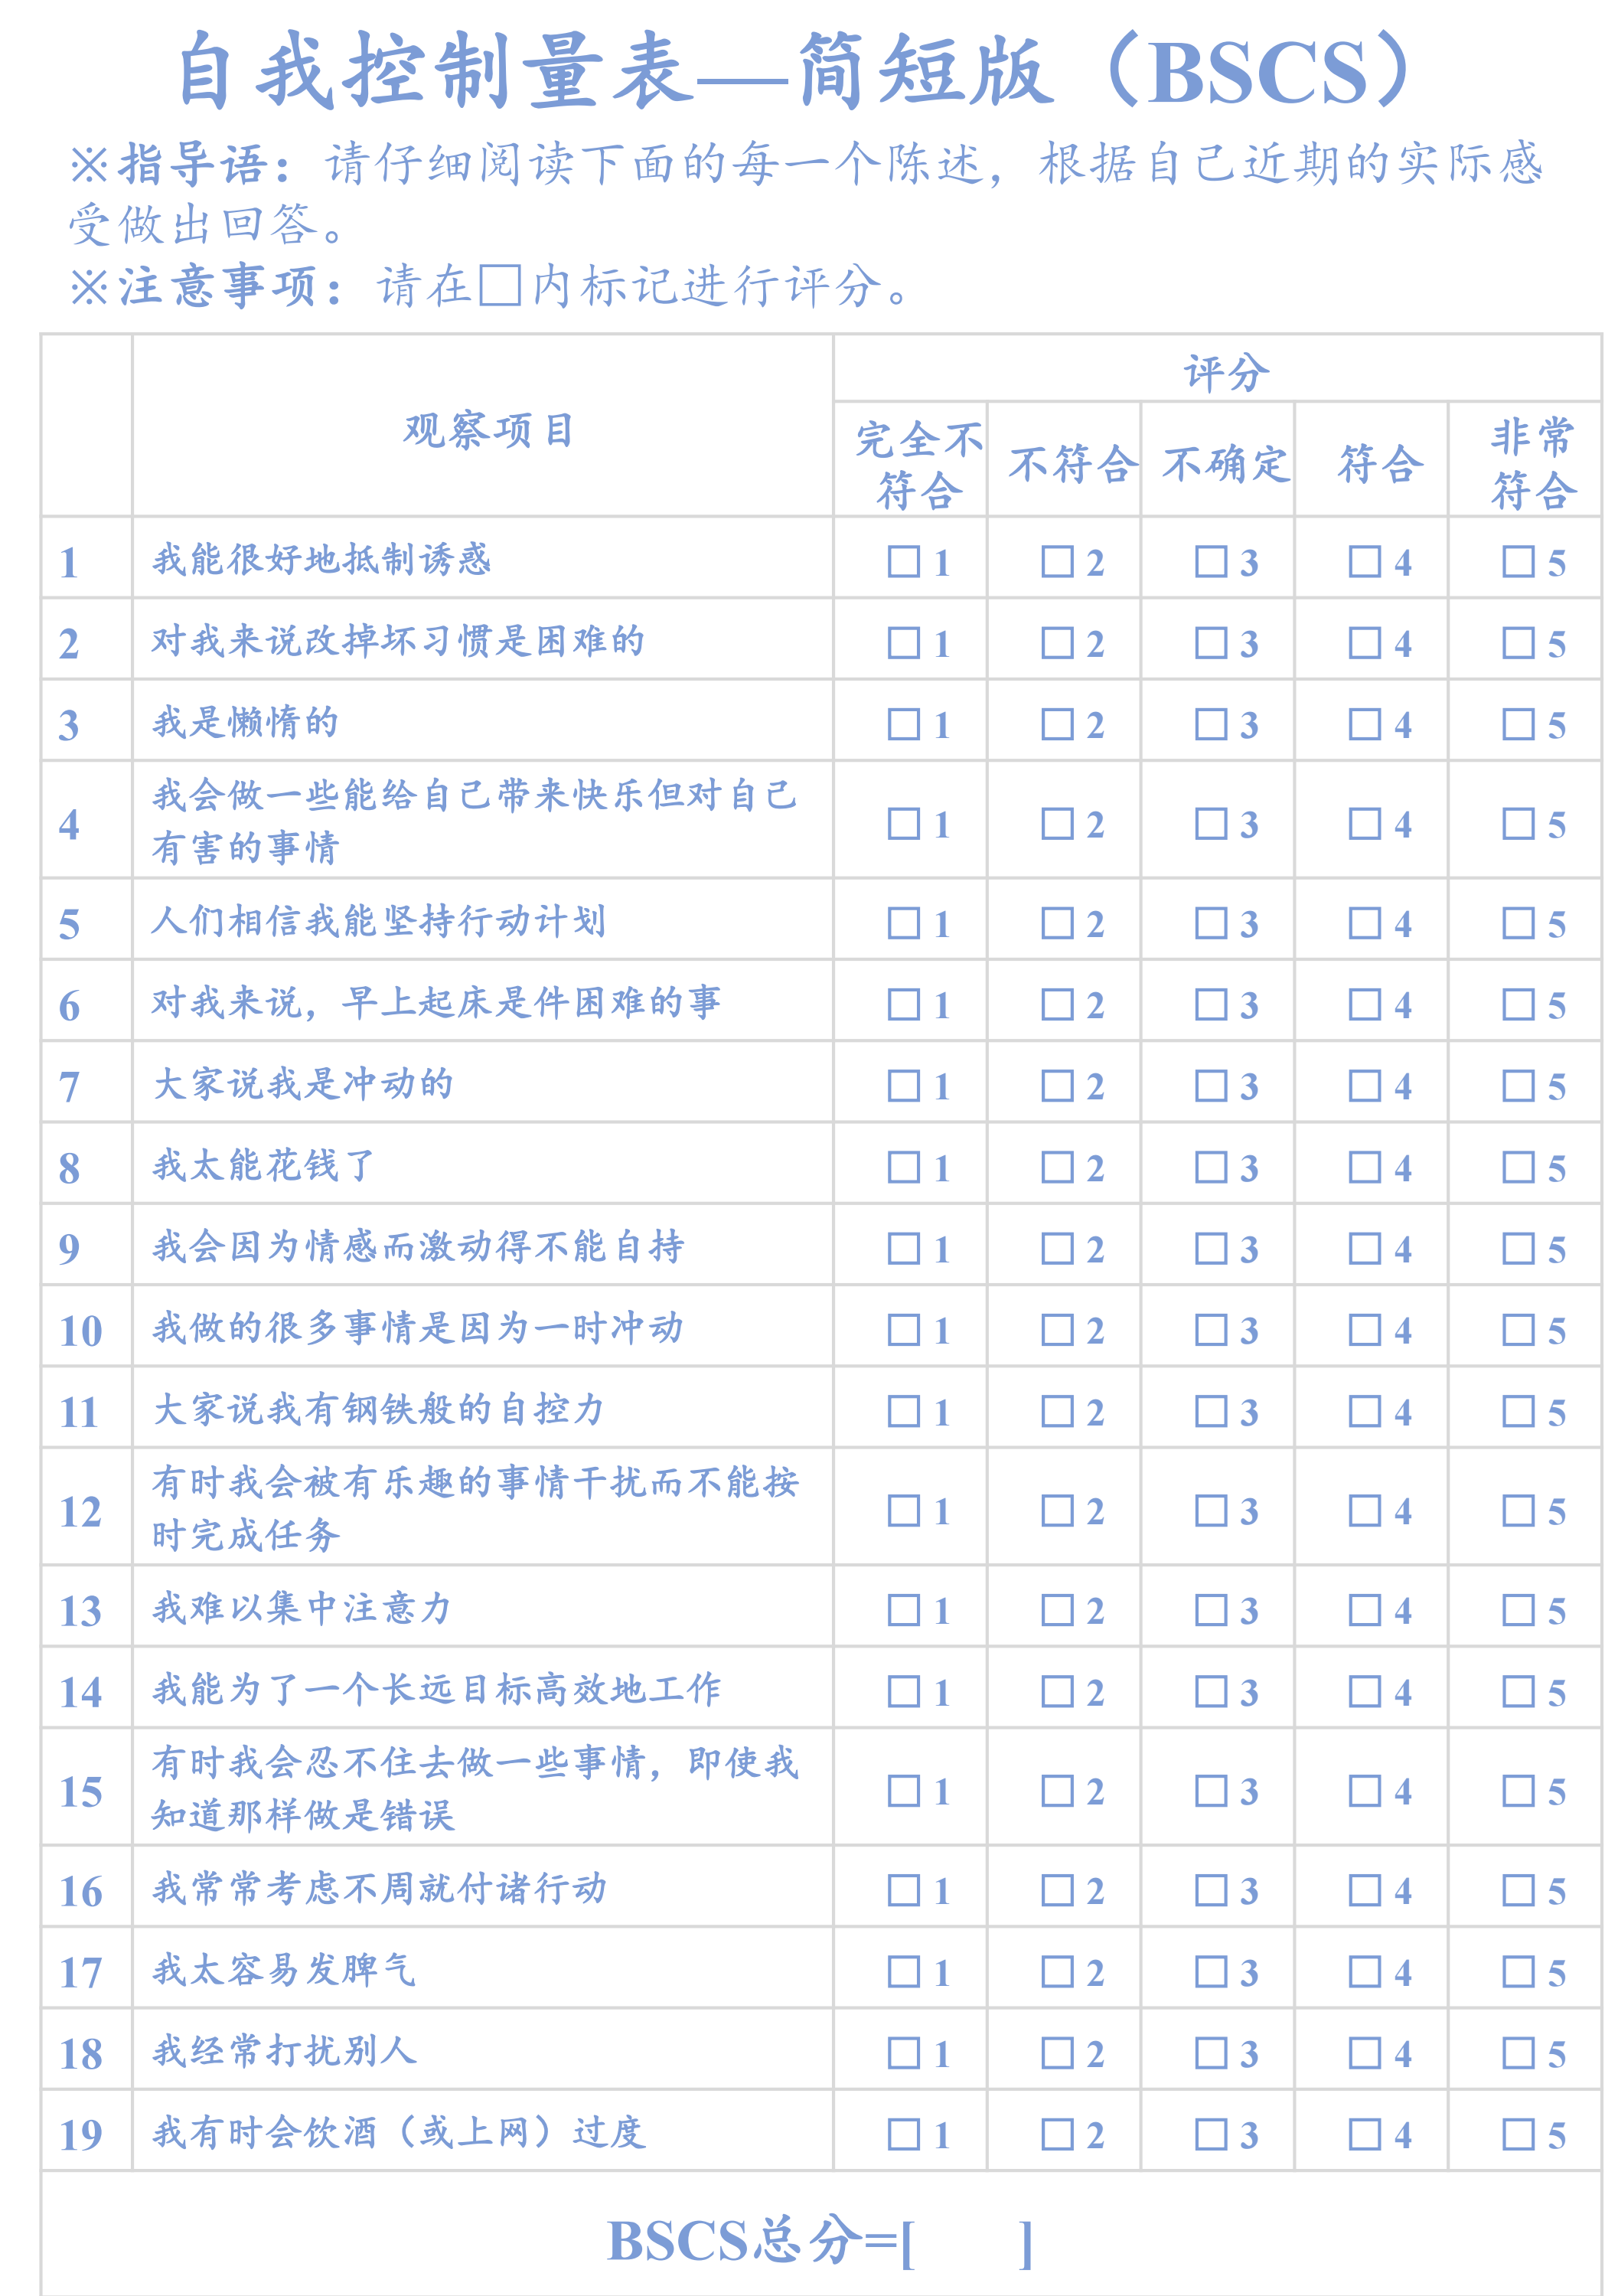 自我控制量表—简短版（BSCS）
※指导语：请仔细阅读下面的每一个陈述，根据自己近期的实际感
受做出回答。
※注意事项：请在□内标记进行评分。
观察项目
评分
完全不
符合
不符合
不确定
符合
非常
符合
1 我能很好地抵制诱惑 □ 1 □ 2 □ 3 □ 4 □ 5
2 对我来说改掉坏习惯是困难的 □ 1 □ 2 □ 3 □ 4 □ 5
3 我是懒惰的 □ 1 □ 2 □ 3 □ 4 □ 5
4 我会做一些能给自己带来快乐但对自己
有害的事情 □ 1 □ 2 □ 3 □ 4 □ 5
5 人们相信我能坚持行动计划 □ 1 □ 2 □ 3 □ 4 □ 5
6 对我来说，早上起床是件困难的事 □ 1 □ 2 □ 3 □ 4 □ 5
7 大家说我是冲动的 □ 1 □ 2 □ 3 □ 4 □ 5
8 我太能花钱了 □ 1 □ 2 □ 3 □ 4 □ 5
9 我会因为情感而激动得不能自持 □ 1 □ 2 □ 3 □ 4 □ 5
10 我做的很多事情是因为一时冲动 □ 1 □ 2 □ 3 □ 4 □ 5
11 大家说我有钢铁般的自控力 □ 1 □ 2 □ 3 □ 4 □ 5
12 有时我会被有乐趣的事情干扰而不能按
时完成任务 □ 1 □ 2 □ 3 □ 4 □ 5
13 我难以集中注意力 □ 1 □ 2 □ 3 □ 4 □ 5
14 我能为了一个长远目标高效地工作 □ 1 □ 2 □ 3 □ 4 □ 5
15 有时我会忍不住去做一些事情，即使我
知道那样做是错误 □ 1 □ 2 □ 3 □ 4 □ 5
16 我常常考虑不周就付诸行动 □ 1 □ 2 □ 3 □ 4 □ 5
17 我太容易发脾气 □ 1 □ 2 □ 3 □ 4 □ 5
18 我经常打扰别人 □ 1 □ 2 □ 3 □ 4 □ 5
19 我有时会饮酒（或上网）过度 □ 1 □ 2 □ 3 □ 4 □ 5
BSCS总分=[ ]